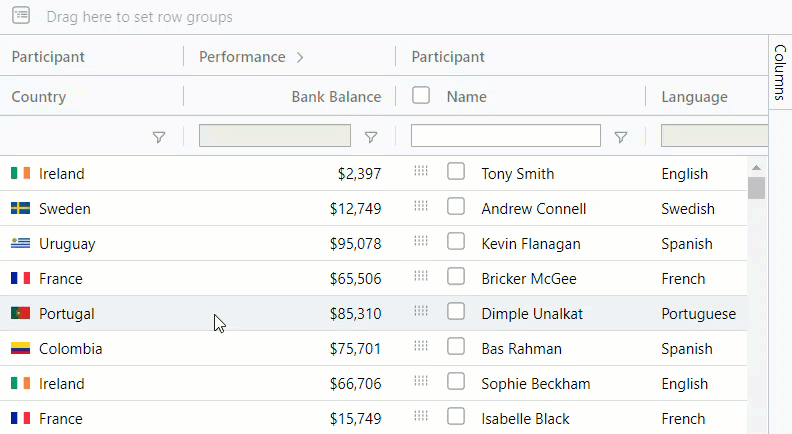 Drag here to set row groups
Participant Performance Participant
Country Bank Balance Name Language
Ireland $2,397 Tony Smith English
Sweden $12,749 Andrew Connell Swedish
Uruguay $95,078 Kevin Flanagan Spanish
France $65,506 Bricker McGee French
Portugal $85,310 Dimple Unalkat Portuguese
Colombia $75,701 Bas Rahman Spanish
Ireland $66,706 Sophie Beckham English
France $15,749 Isabelle Black French
Columns